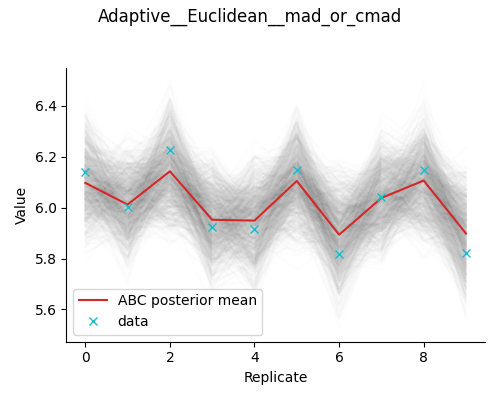 Adaptive__Euclidean__mad_or_cmad
6.4
6.2
6.0
5.8
5.6
Value
ABC posterior mean
data
0
2
4
6
8
Replicate